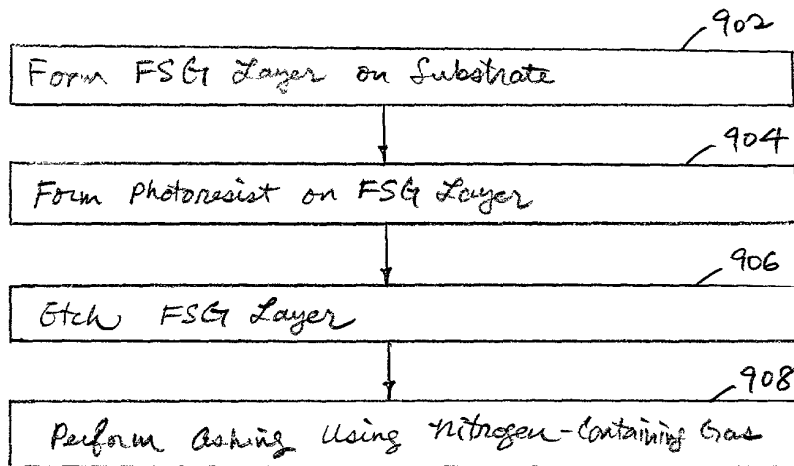 902
Form FSG Layer on Substrate
904
Form Photoresist on FSG Layer
906
Etch FSG Layer
908
Perform Ashing Using Nitrogen-Containing Gas